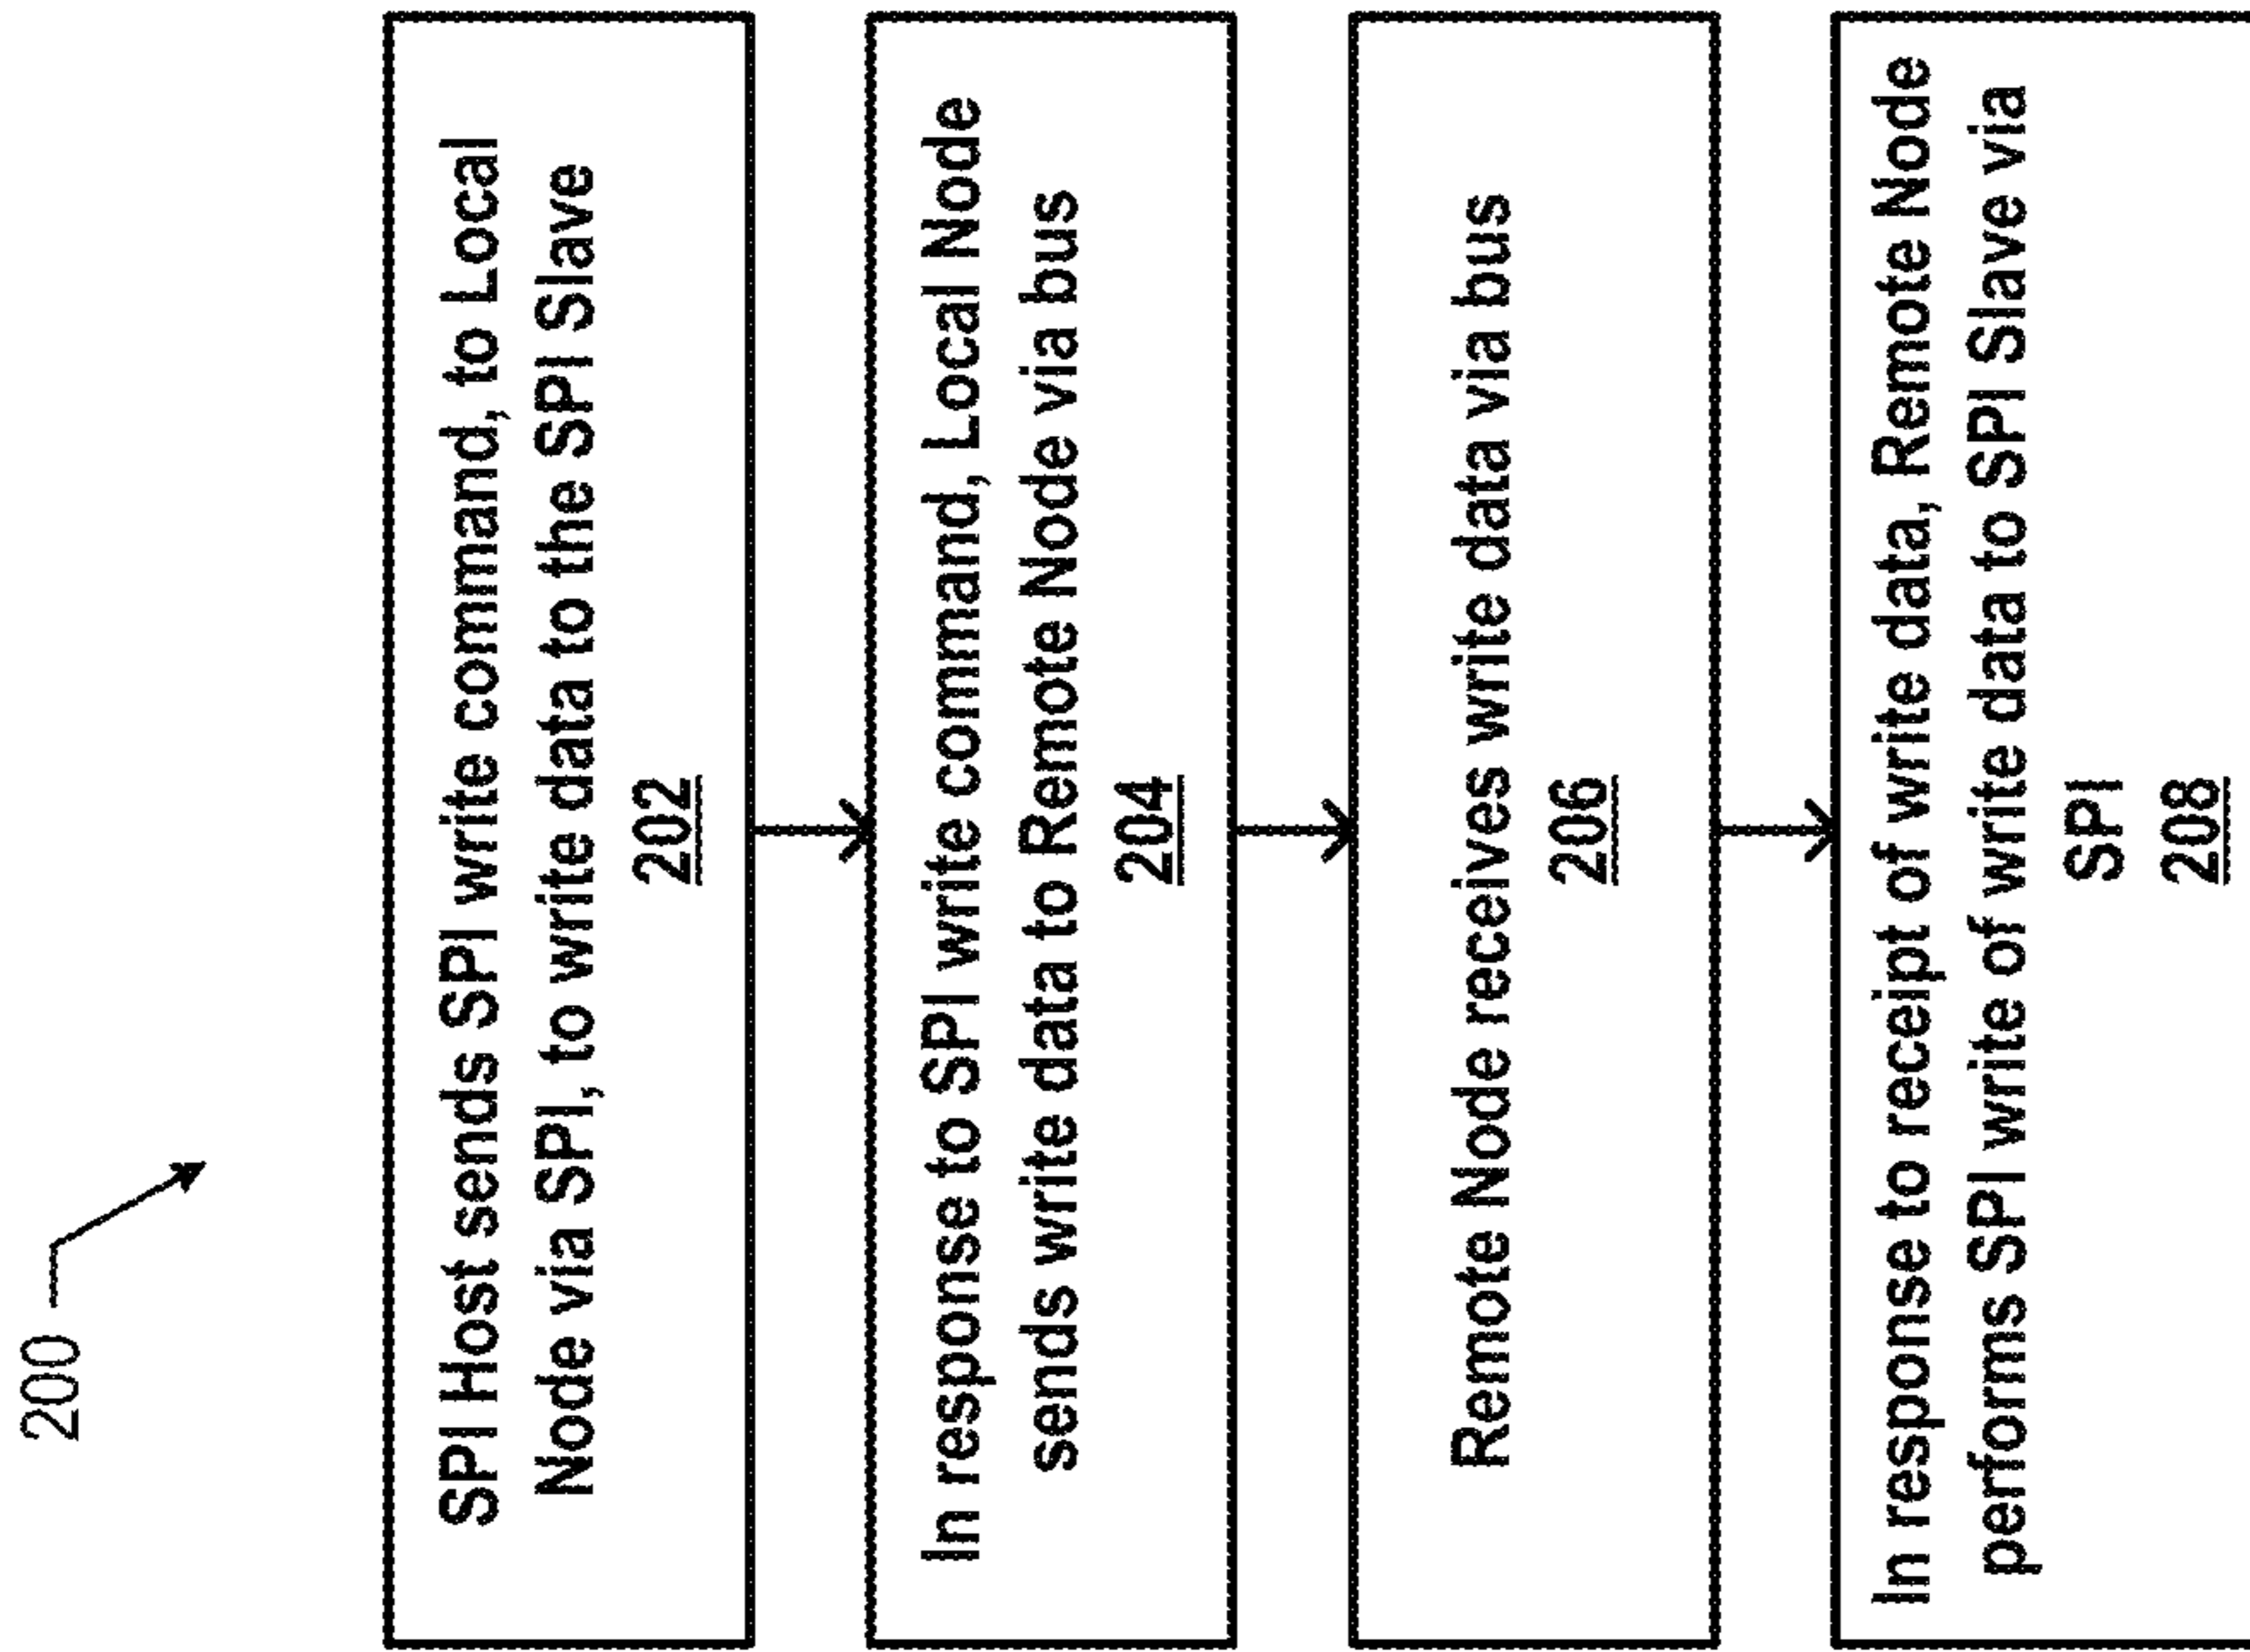 200
SPI Host sends SPI write command, to Local
Node via SPI, to write data to the SPI Slave
202
In response to SPI write command, Local Node
sends write data to Remote Node via bus
204
Remote Node receives write data via bus
206
In response to receipt of write data, Remote Node
performs SPI write of write data to SPI Slave via
SPI
208